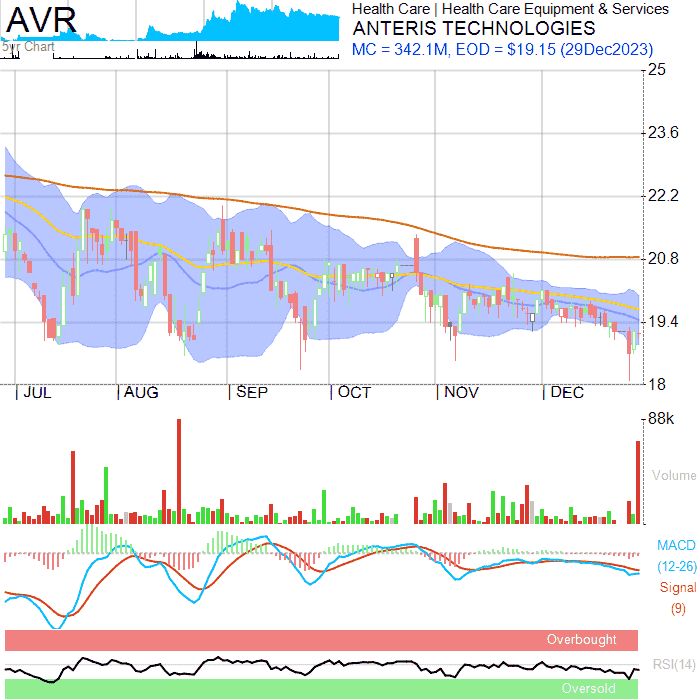 AVR
5yr Chart
Health Care | Health Care Equipment & Services
ANTERIS TECHNOLOGIES
MC = 342.1M, EOD = $19.15 (29Dec2023)
25
23.6
22.2
20.8
19.4
18
JUL AUG SEP OCT NOV DEC
88k
Volume
MACD
(12-26)
Signal
(9)
Overbought
RSI(14)
Oversold